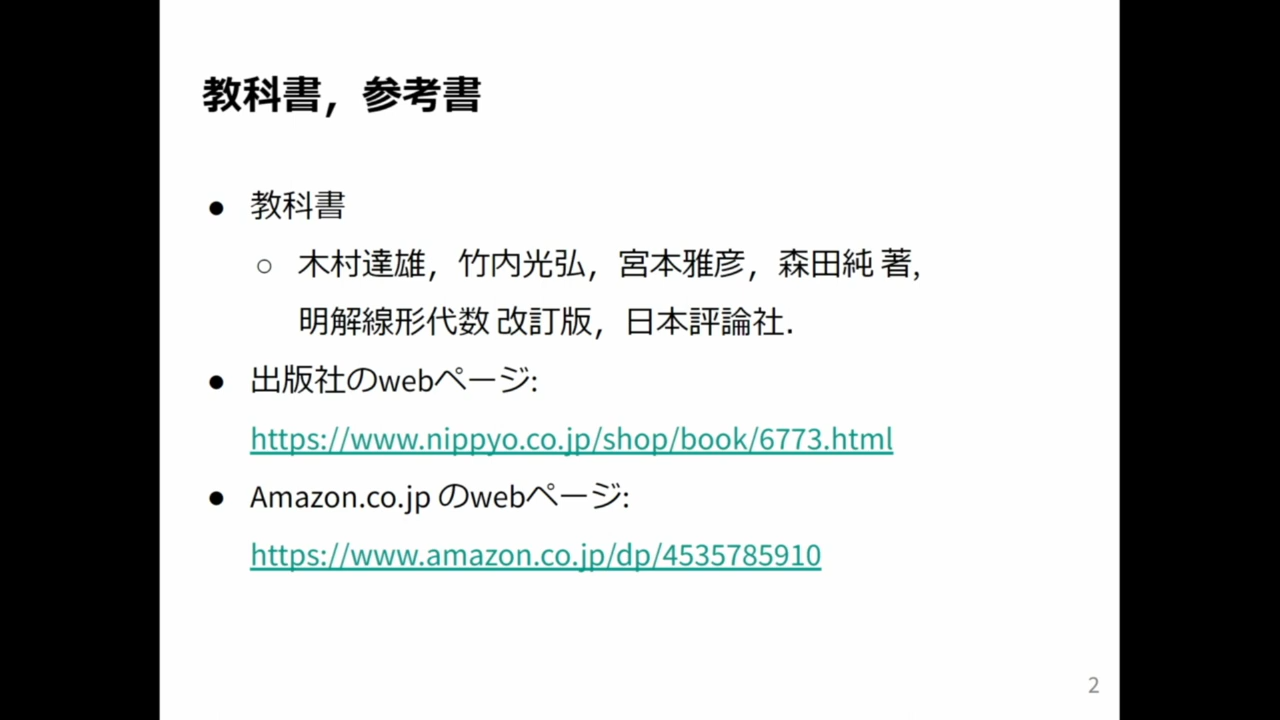 教科書，参考書
● 教科書
○ 木村達雄，竹内光弘，宮本雅彦，森田純 著，
明解線形代数 改訂版，日本評論社．
● 出版社のwebページ:
https://www.nippyo.co.jp/shop/book/6773.html
● Amazon.co.jp のwebページ:
https://www.amazon.co.jp/dp/4535785910
2